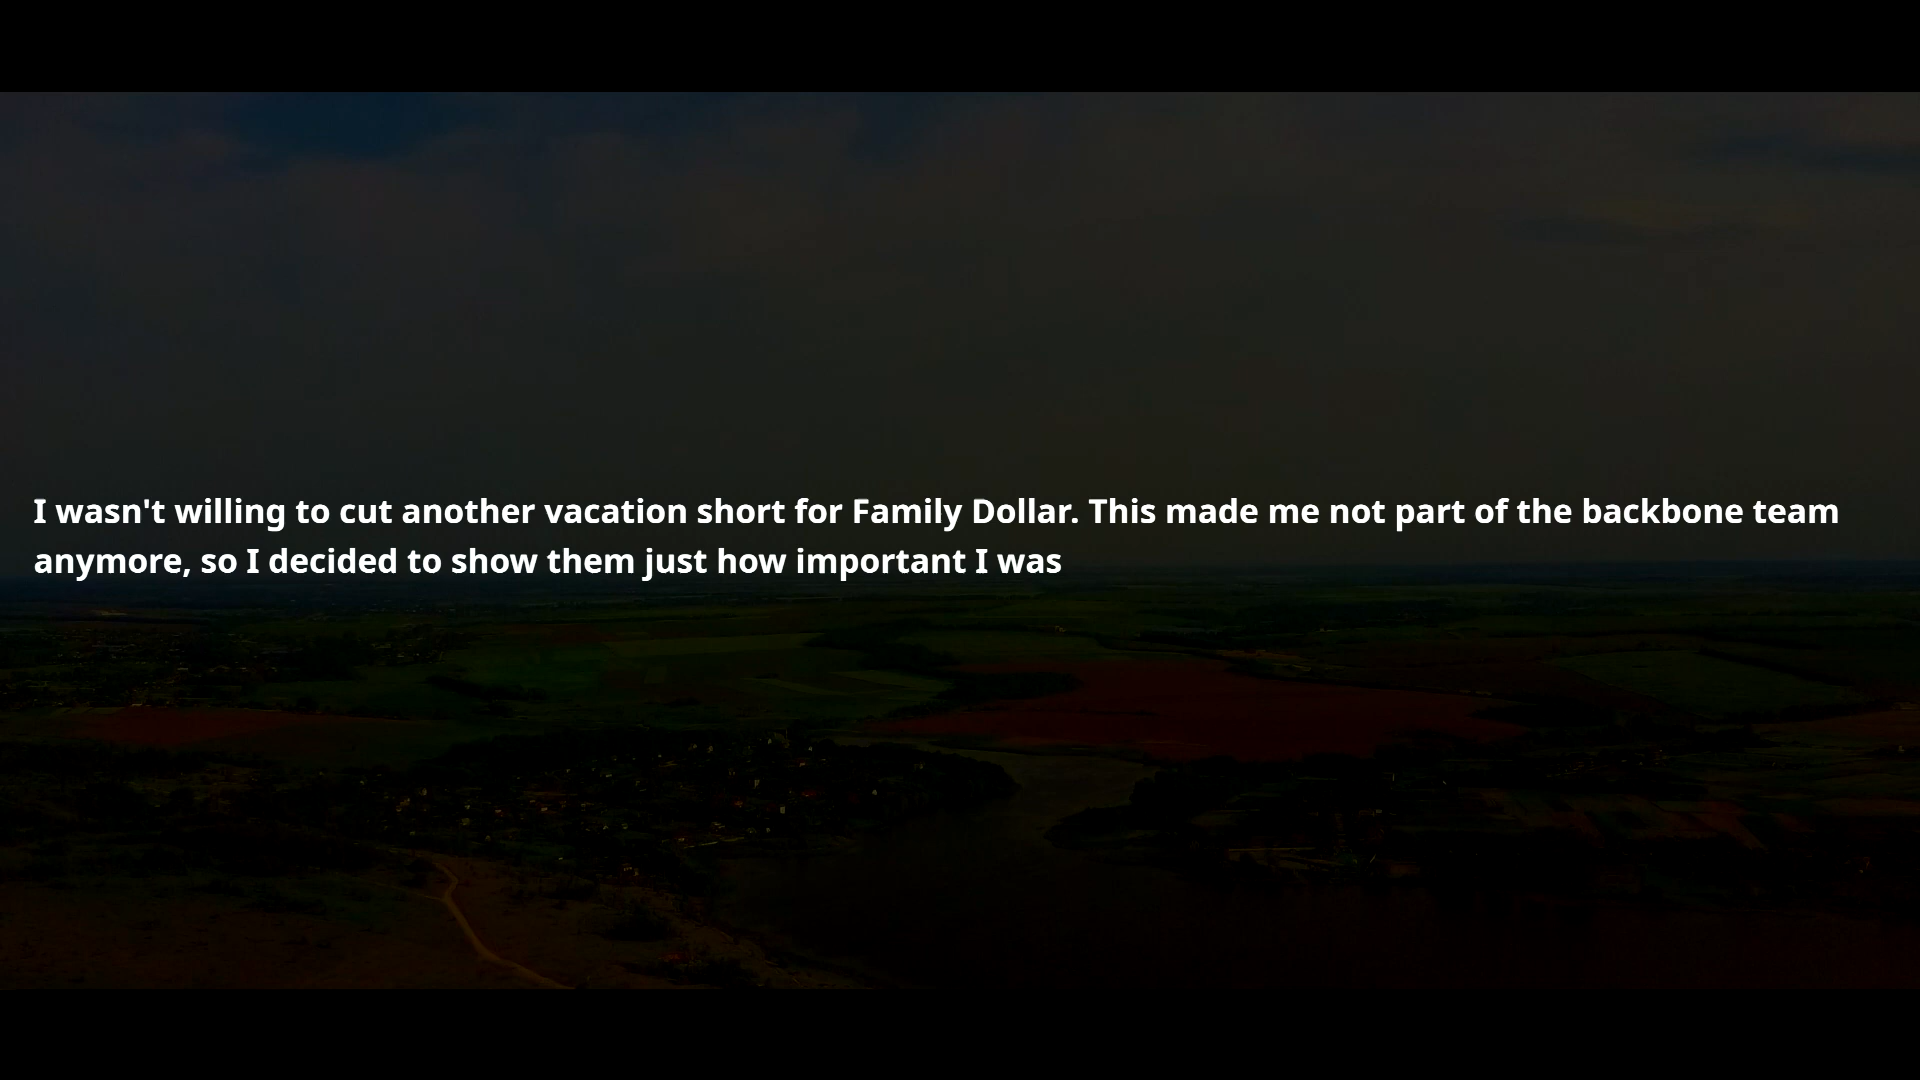 I wasn't willing to cut another vacation short for Family Dollar. This made me not part of the backbone team
anymore, so I decided to show them just how important I was